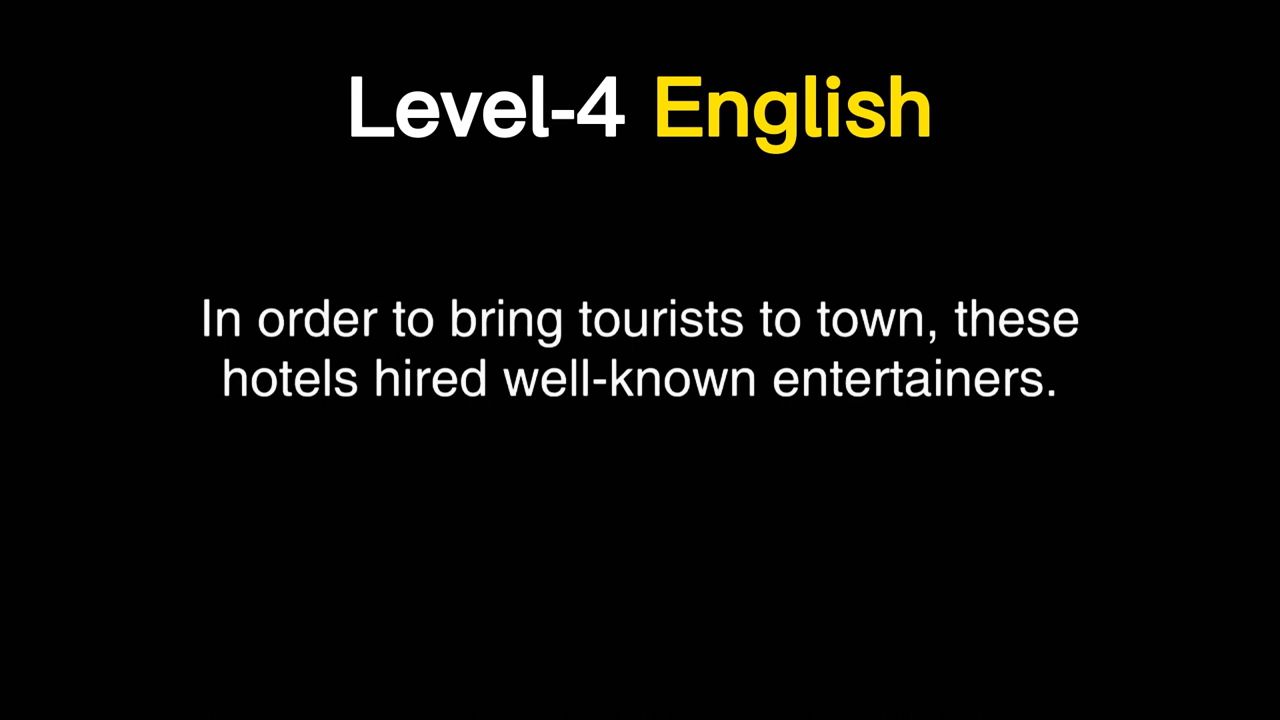 Level-4 English
In order to bring tourists to town, these
hotels hired well-known entertainers.